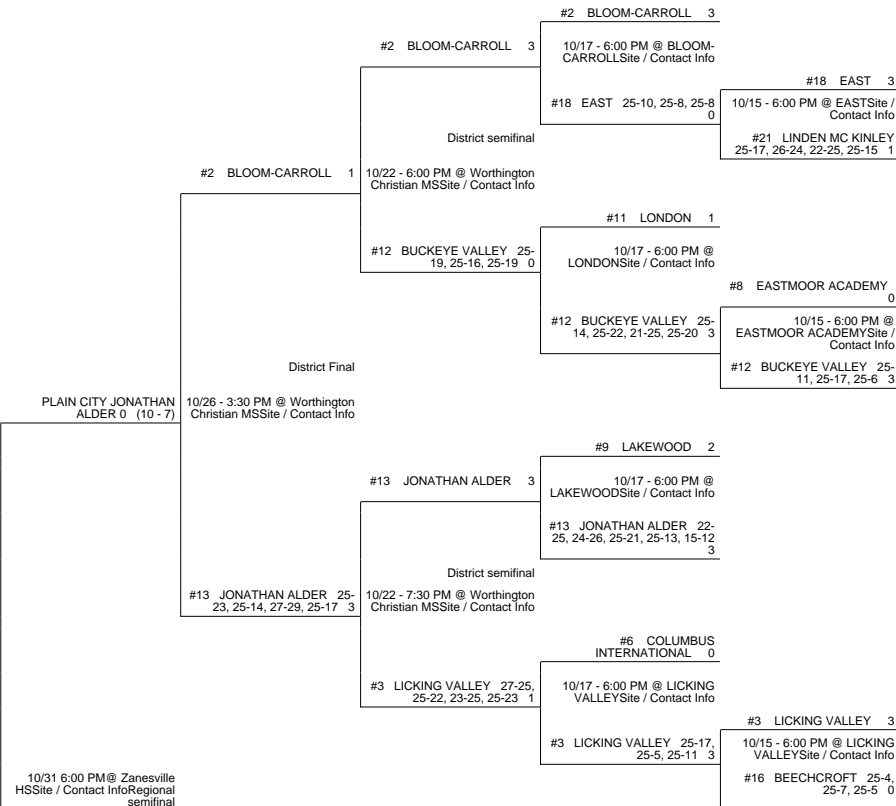 #2 BLOOM-CARROLL 3
#2 BLOOM-CARROLL 3
10/17 - 6:00 PM @ BLOOM-
CARROLLSite / Contact Info
#18 EAST 3
#18 EAST 25-10, 25-8, 25-8
0
10/15 - 6:00 PM @ EASTSite /
Contact Info
District semifinal
#21 LINDEN MC KINLEY
25-17, 26-24, 22-25, 25-15 1
#2 BLOOM-CARROLL 1
10/22 - 6:00 PM @ Worthington
Christian MSSite / Contact Info
#11 LONDON 1
#12 BUCKEYE VALLEY 25-
19, 25-16, 25-19 0
10/17 - 6:00 PM @
LONDONSite / Contact Info
#8 EASTMOOR ACADEMY
0
#12 BUCKEYE VALLEY 25-
14, 25-22, 21-25, 25-20 3
10/15 - 6:00 PM @
EASTMOOR ACADEMYSite /
Contact Info
District Final
#12 BUCKEYE VALLEY 25-
11, 25-17, 25-6 3
PLAIN CITY JONATHAN
ALDER 0 (10 - 7)
10/26 - 3:30 PM @ Worthington
Christian MSSite / Contact Info
#9 LAKEWOOD 2
#13 JONATHAN ALDER 3
10/17 - 6:00 PM @
LAKEWOODSite / Contact Info
#13 JONATHAN ALDER 22-
25, 24-26, 25-21, 25-13, 15-12
3
District semifinal
#13 JONATHAN ALDER 25-
23, 25-14, 27-29, 25-17 3
10/22 - 7:30 PM @ Worthington
Christian MSSite / Contact Info
#6 COLUMBUS
INTERNATIONAL 0
#3 LICKING VALLEY 27-25,
25-22, 23-25, 25-23 1
10/17 - 6:00 PM @ LICKING
VALLEYSite / Contact Info
#3 LICKING VALLEY 3
#3 LICKING VALLEY 25-17,
25-5, 25-11 3
10/15 - 6:00 PM @ LICKING
VALLEYSite / Contact Info
10/31 6:00 PM@ Zanesville
HSSite / Contact InfoRegional
semifinal
#16 BEECHCROFT 25-4,
25-7, 25-5 0